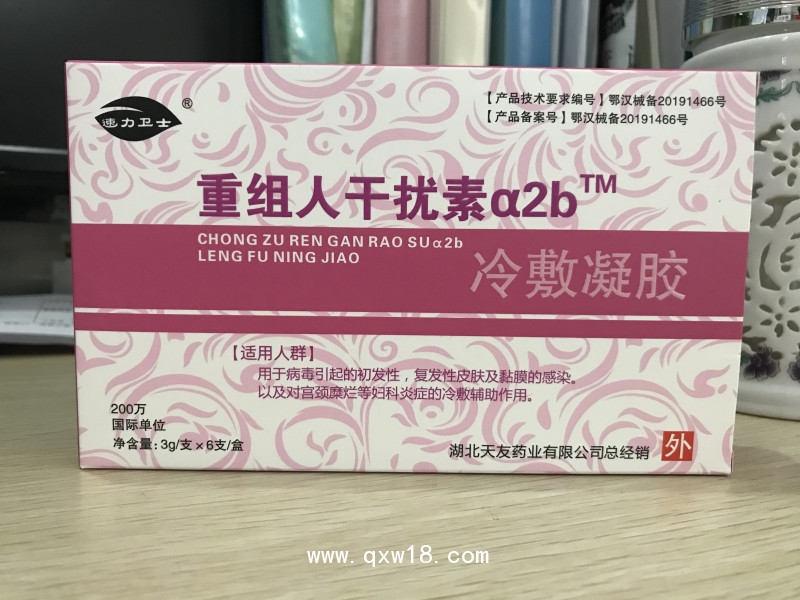 速力卫士®
【产品技术要求编号】鄂汉械备20191466号
【产品备案号】鄂汉械备20191466号
重组人干扰素α2b™
CHONG ZU REN GAN RAO SU α2b
LENG FU NING JIAO
冷敷凝胶
【适用人群】
用于病毒引起的初发性，复发性皮肤及黏膜的感染。
以及对宫颈糜烂等妇科炎症的冷敷辅助作用。
200万
国际单位
净含量：3g/支×6支/盒
湖北天友药业有限公司总经销
外
www.qxw18.com